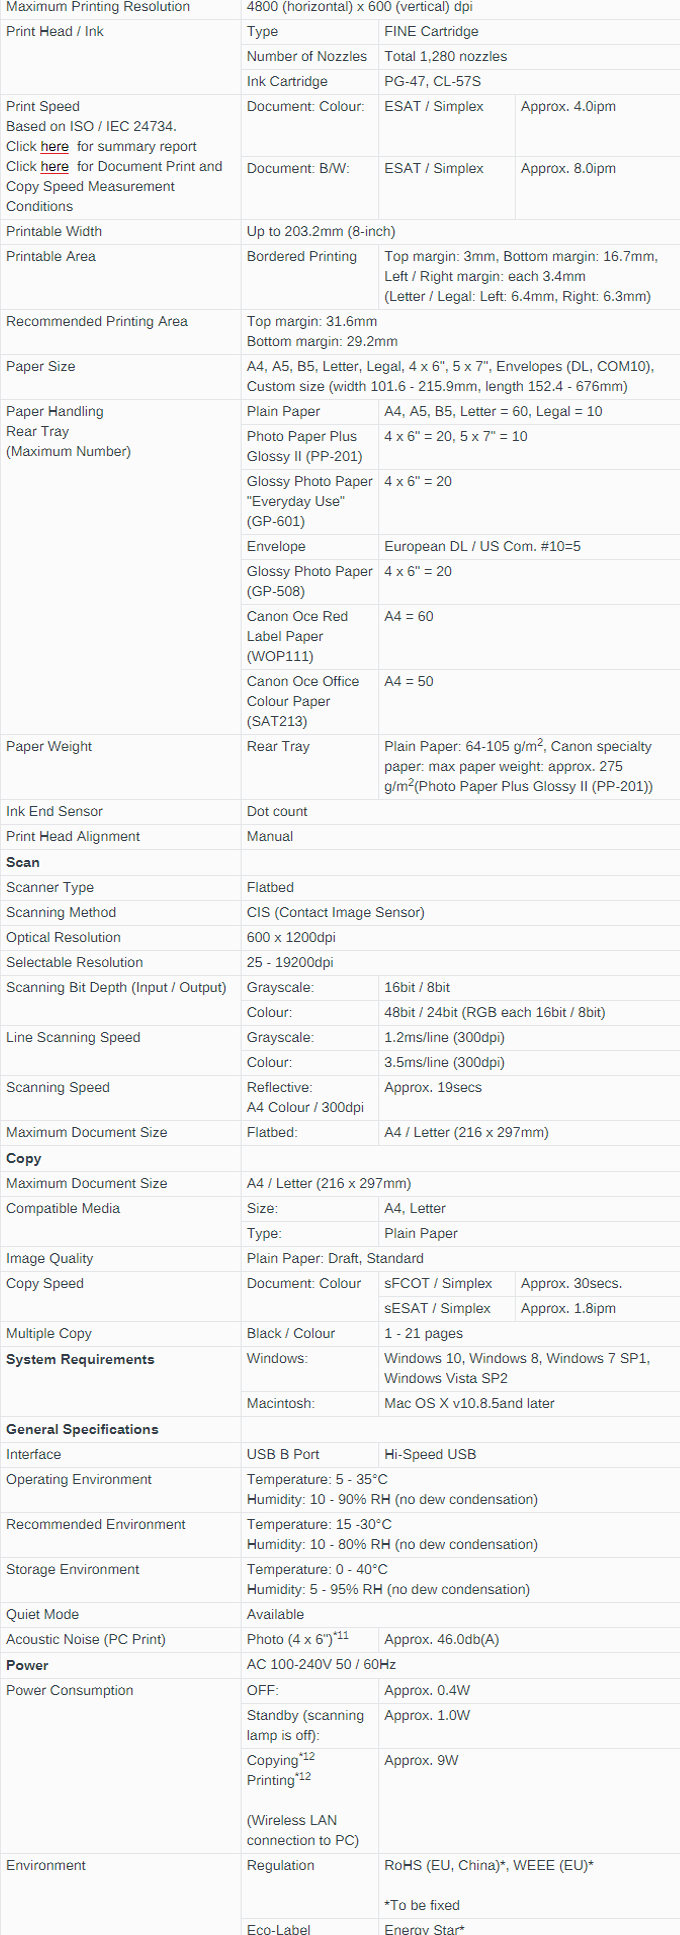 Maximum Printing Resolution 4800 (horizontal) x 600 (vertical) dpi
Print Head / Ink Type FINE Cartridge
Number of Nozzles Total 1,280 nozzles
Ink Cartridge PG-47, CL-57S
Print Speed Document: Colour: ESAT / Simplex Approx. 4.0ipm
Based on ISO / IEC 24734.
Click here for summary report
Click here for Document Print and Document: B/W: ESAT / Simplex Approx. 8.0ipm
Copy Speed Measurement
Conditions
Printable Width Up to 203.2mm (8-inch)
Printable Area Bordered Printing Top margin: 3mm, Bottom margin: 16.7mm,
Left / Right margin: each 3.4mm
(Letter / Legal: Left: 6.4mm, Right: 6.3mm)
Recommended Printing Area Top margin: 31.6mm
Bottom margin: 29.2mm
Paper Size A4, A5, B5, Letter, Legal, 4 x 6", 5 x 7", Envelopes (DL, COM10),
Custom size (width 101.6 - 215.9mm, length 152.4 - 676mm)
Paper Handling Plain Paper A4, A5, B5, Letter = 60, Legal = 10
Rear Tray Photo Paper Plus 4 x 6" = 20, 5 x 7" = 10
(Maximum Number) Glossy II (PP-201)
Glossy Photo Paper 4 x 6" = 20
"Everyday Use"
(GP-601)
Envelope European DL / US Com. #10=5
Glossy Photo Paper 4 x 6" = 20
(GP-508)
Canon Oce Red A4 = 60
Label Paper
(WOP111)
Canon Oce Office A4 = 50
Colour Paper
(SAT213)
Paper Weight Rear Tray Plain Paper: 64-105 g/m², Canon specialty
paper: max paper weight: approx. 275
g/m²(Photo Paper Plus Glossy II (PP-201))
Ink End Sensor Dot count
Print Head Alignment Manual
Scan
Scanner Type Flatbed
Scanning Method CIS (Contact Image Sensor)
Optical Resolution 600 x 1200dpi
Selectable Resolution 25 - 19200dpi
Scanning Bit Depth (Input / Output) Grayscale: 16bit / 8bit
Colour: 48bit / 24bit (RGB each 16bit / 8bit)
Line Scanning Speed Grayscale: 1.2ms/line (300dpi)
Colour: 3.5ms/line (300dpi)
Scanning Speed Reflective: Approx. 19secs
A4 Colour / 300dpi
Maximum Document Size Flatbed: A4 / Letter (216 x 297mm)
Copy
Maximum Document Size A4 / Letter (216 x 297mm)
Compatible Media Size: A4, Letter
Type: Plain Paper
Image Quality Plain Paper: Draft, Standard
Copy Speed Document: Colour sFCOT / Simplex Approx. 30secs.
sESAT / Simplex Approx. 1.8ipm
Multiple Copy Black / Colour 1 - 21 pages
System Requirements Windows: Windows 10, Windows 8, Windows 7 SP1,
Windows Vista SP2
Macintosh: Mac OS X v10.8.5and later
General Specifications
Interface USB B Port Hi-Speed USB
Operating Environment Temperature: 5 - 35°C
Humidity: 10 - 90% RH (no dew condensation)
Recommended Environment Temperature: 15 -30°C
Humidity: 10 - 80% RH (no dew condensation)
Storage Environment Temperature: 0 - 40°C
Humidity: 5 - 95% RH (no dew condensation)
Quiet Mode Available
Acoustic Noise (PC Print) Photo (4 x 6")*11 Approx. 46.0db(A)
Power AC 100-240V 50 / 60Hz
Power Consumption OFF: Approx. 0.4W
Standby (scanning Approx. 1.0W
lamp is off):
Copying*12 Approx. 9W
Printing*12
(Wireless LAN
connection to PC)
Environment Regulation RoHS (EU, China)*, WEEE (EU)*
*To be fixed
Eco-Label Energy Star*